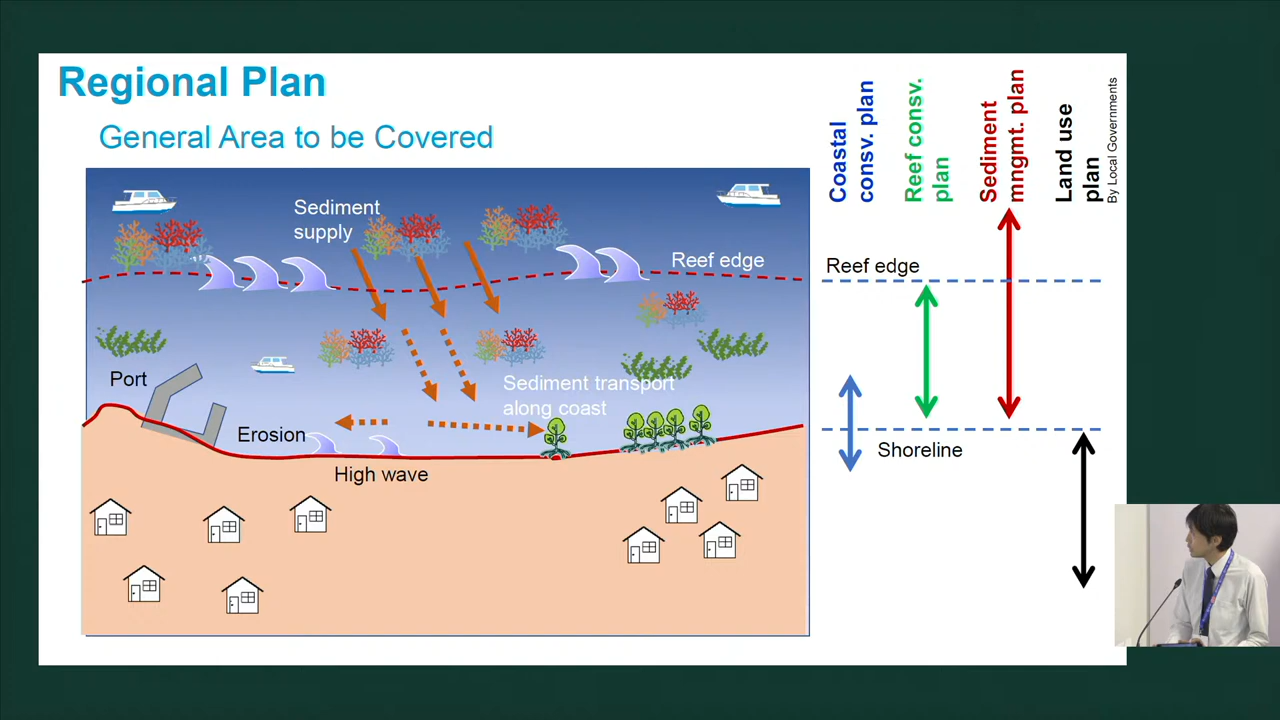 Regional Plan
General Area to be Covered
Coastal
consv. plan
Reef consv.
plan
Sediment
mngmt. plan
Land use
plan
By Local Governments
Sediment
supply
Reef edge
Reef edge
Port
Sediment transport
along coast
Erosion
High wave
Shoreline